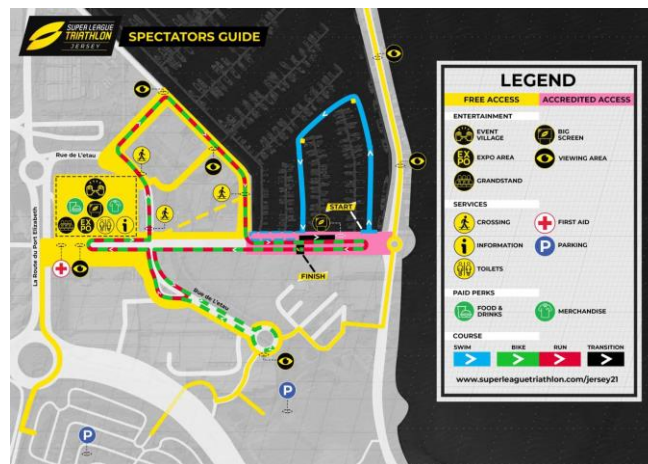 SUPER LEAGUE
TRIATHLON
JERSEY
SPECTATORS GUIDE
Rue de L'etau
La Route du Port Elizabeth
START
FINISH
Rue de L'etau
EXPO
i
P
P
LEGEND
FREE ACCESS
ACCREDITED ACCESS
ENTERTAINMENT
EVENT
VILLAGE
BIG
SCREEN
EXPO
EXPO AREA
VIEWING AREA
GRANDSTAND
SERVICES
CROSSING
FIRST AID
i
INFORMATION
P
PARKING
TOILETS
PAID PERKS
FOOD &
DRINKS
MERCHANDISE
COURSE
SWIM
BIKE
RUN
TRANSITION
www.superleaguetriathlon.com/jersey21